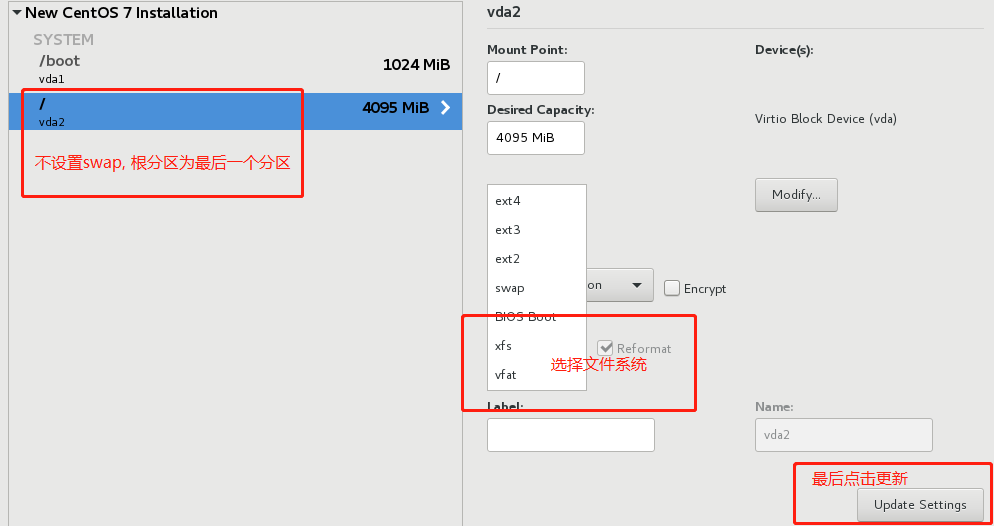 New CentOS 7 Installation
SYSTEM
/boot
1024 MiB
vda1
/
4095 MiB
vda2
不设置swap, 根分区为最后一个分区
vda2
Mount Point:
Device(s):
/
Desired Capacity:
Virtio Block Device (vda)
4095 MiB
Modify...
ext4
ext3
ext2
swap
on
Encrypt
BIOS Boot
xfs
Reformat
选择文件系统
vfat
Label:
Name:
vda2
最后点击更新
Update Settings